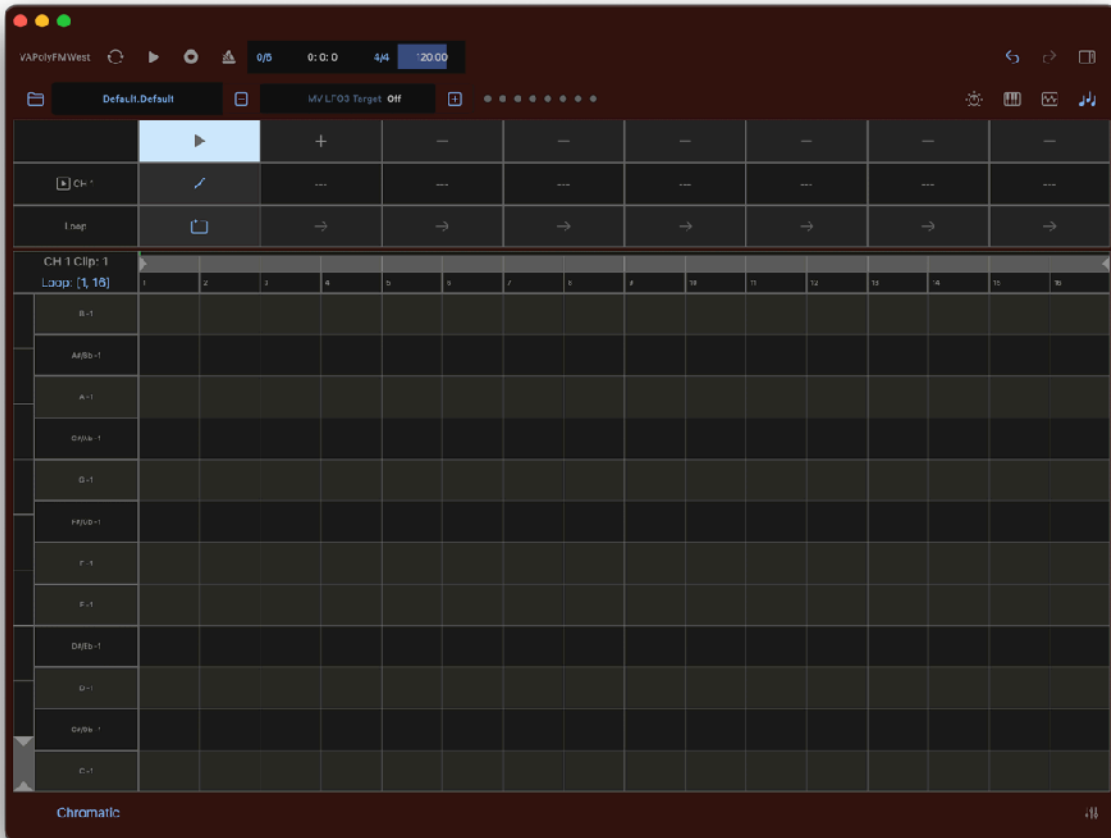 VAPolyFMWest 0/5 0: 0: 0 4/4 120.00
Default.Default MV LFO3 Target Off
CH 1
Loop
CH 1 Clip: 1
Loop: [1, 16] 1 2 3 4 5 6 7 8 9 10 11 12 13 14 15 16
B -1
A#/Bb -1
A -1
G#/Ab -1
G -1
F#/Gb -1
F -1
E -1
D#/Eb -1
D -1
C#/Db -1
C -1
Chromatic